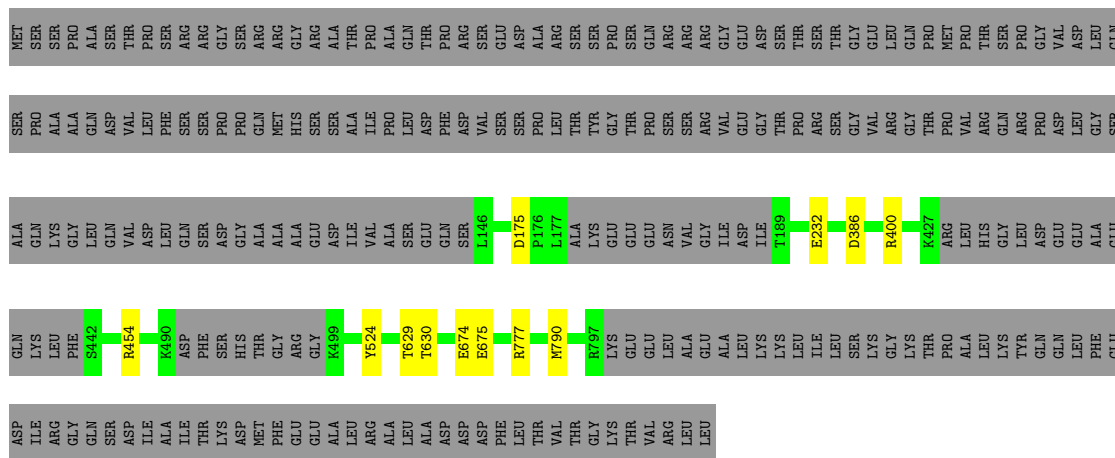 MET SER SER PRO ALA SER THR PRO SER ARG ARG GLY SER ARG ARG GLY ARG ALA THR PRO ALA GLN THR PRO ARG SER GLU ASP ALA ARG SER SER PRO SER GLN ARG ARG ARG GLY GLU ASP SER THR SER THR GLY GLU LEU GLN PRO MET PRO THR SER PRO GLY VAL ASP LEU GLN
SER PRO ALA ALA GLN ASP VAL LEU PHE SER SER PRO PRO GLN MET HIS SER SER ALA ILE PRO LEU ASP PHE ASP VAL SER SER PRO LEU THR TYR GLY THR PRO SER SER ARG VAL GLU GLY THR PRO ARG SER GLY VAL ARG GLY THR PRO VAL ARG GLN ARG PRO ASP LEU GLY SER
ALA GLN LYS GLY LEU GLN VAL ASP LEU GLN SER ASP GLY ALA ALA ALA GLU ASP ILE VAL ALA SER GLU GLN SER L146 D175 P176 L177 ALA LYS GLU GLU GLU ASN VAL GLY ILE ASP ILE T189 E232 D386 R400 K427 ARG LEU HIS GLY LEU ASP GLU GLU ALA GLU
GLN LYS LEU PHE S442 R454 K490 ASP PHE SER HIS THR GLY ARG GLY K499 Y524 T629 T630 E674 E675 R777 M790 R797 LYS GLU GLU LEU ALA GLU ALA LEU LYS LYS LEU ILE LEU SER LYS GLY LYS THR PRO ALA LEU LYS TYR GLN GLN LEU PHE GLU
ASP ILE ARG GLY GLN SER ASP ILE ALA ILE THR LYS ASP MET PHE GLU GLU ALA LEU ARG ALA LEU ALA ASP ASP ASP PHE LEU THR VAL THR GLY LYS THR VAL ARG LEU LEU